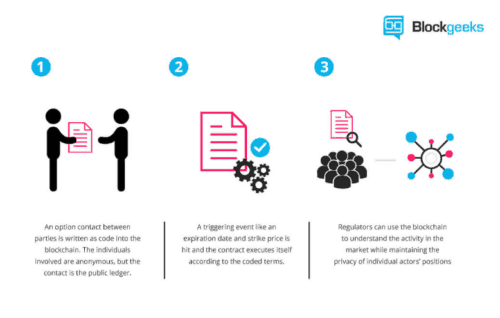 Blockgeeks
1
2
3
An option contact between
parties is written as code into the
blockchain. The individuals
involved are anonymous, but the
contact is the public ledger.
A triggering event like an
expiration date and strike price is
hit and the contract executes itself
according to the coded terms.
Regulators can use the blockchain
to understand the activity in the
market while maintaining the
privacy of individual actors' positions